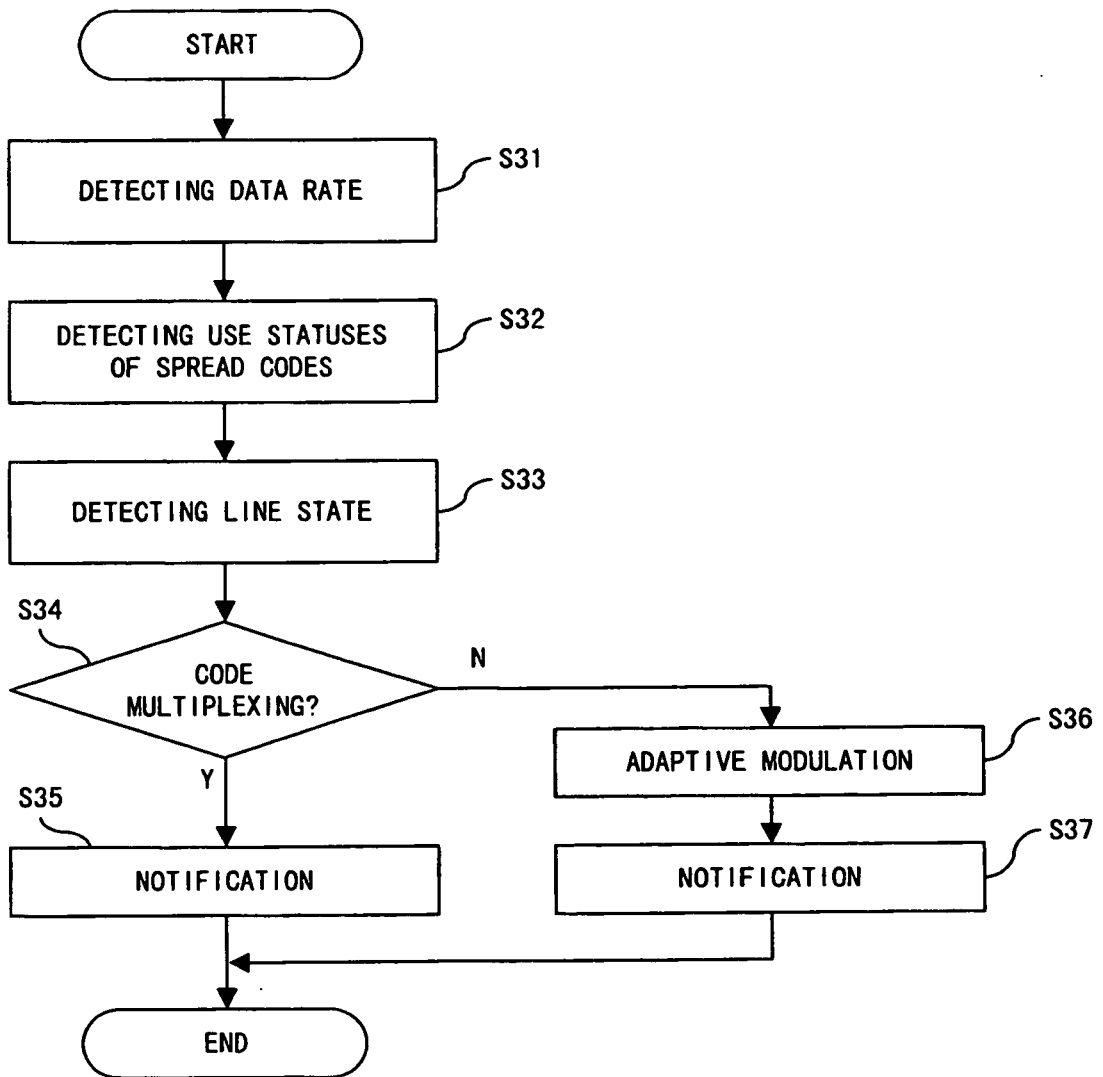 START
DETECTING DATA RATE
S31
DETECTING USE STATUSES
OF SPREAD CODES
S32
DETECTING LINE STATE
S33
S34
CODE
MULTIPLEXING?
N
Y
ADAPTIVE MODULATION
S36
S35
NOTIFICATION
NOTIFICATION
S37
END